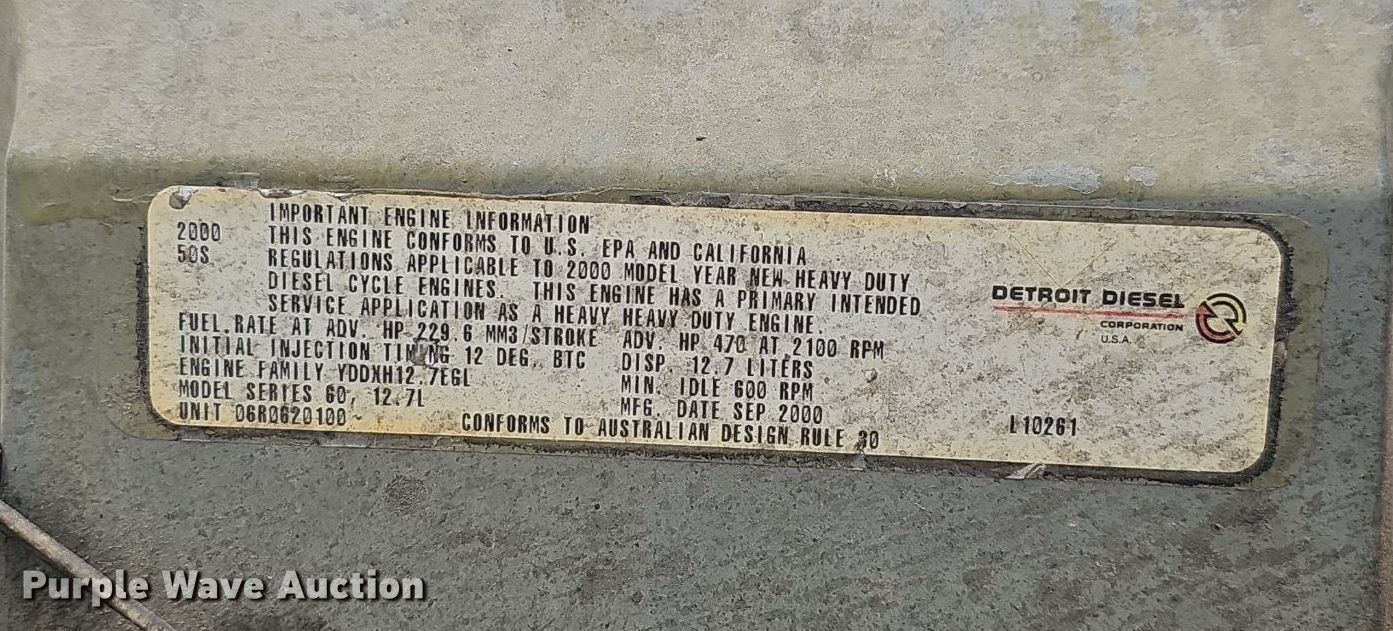 IMPORTANT ENGINE INFORMATION
2000 THIS ENGINE CONFORMS TO U.S. EPA AND CALIFORNIA
50S REGULATIONS APPLICABLE TO 2000 MODEL YEAR NEW HEAVY DUTY
DIESEL CYCLE ENGINES. THIS ENGINE HAS A PRIMARY INTENDED
SERVICE APPLICATION AS A HEAVY HEAVY DUTY ENGINE.
FUEL RATE AT ADV. HP 229.6 MM3/STROKE ADV. HP 470 AT 2100 RPM
INITIAL INJECTION TIMING 12 DEG. BTC DISP. 12.7 LITERS
ENGINE FAMILY YDDXH12.7EGL MIN. IDLE 600 RPM
MODEL SERIES 60, 12.7L MFG. DATE SEP 2000
UNIT 06R0620100 CONFORMS TO AUSTRALIAN DESIGN RULE 30
L10261
DETROIT DIESEL
CORPORATION
U.S.A.
Purple Wave Auction